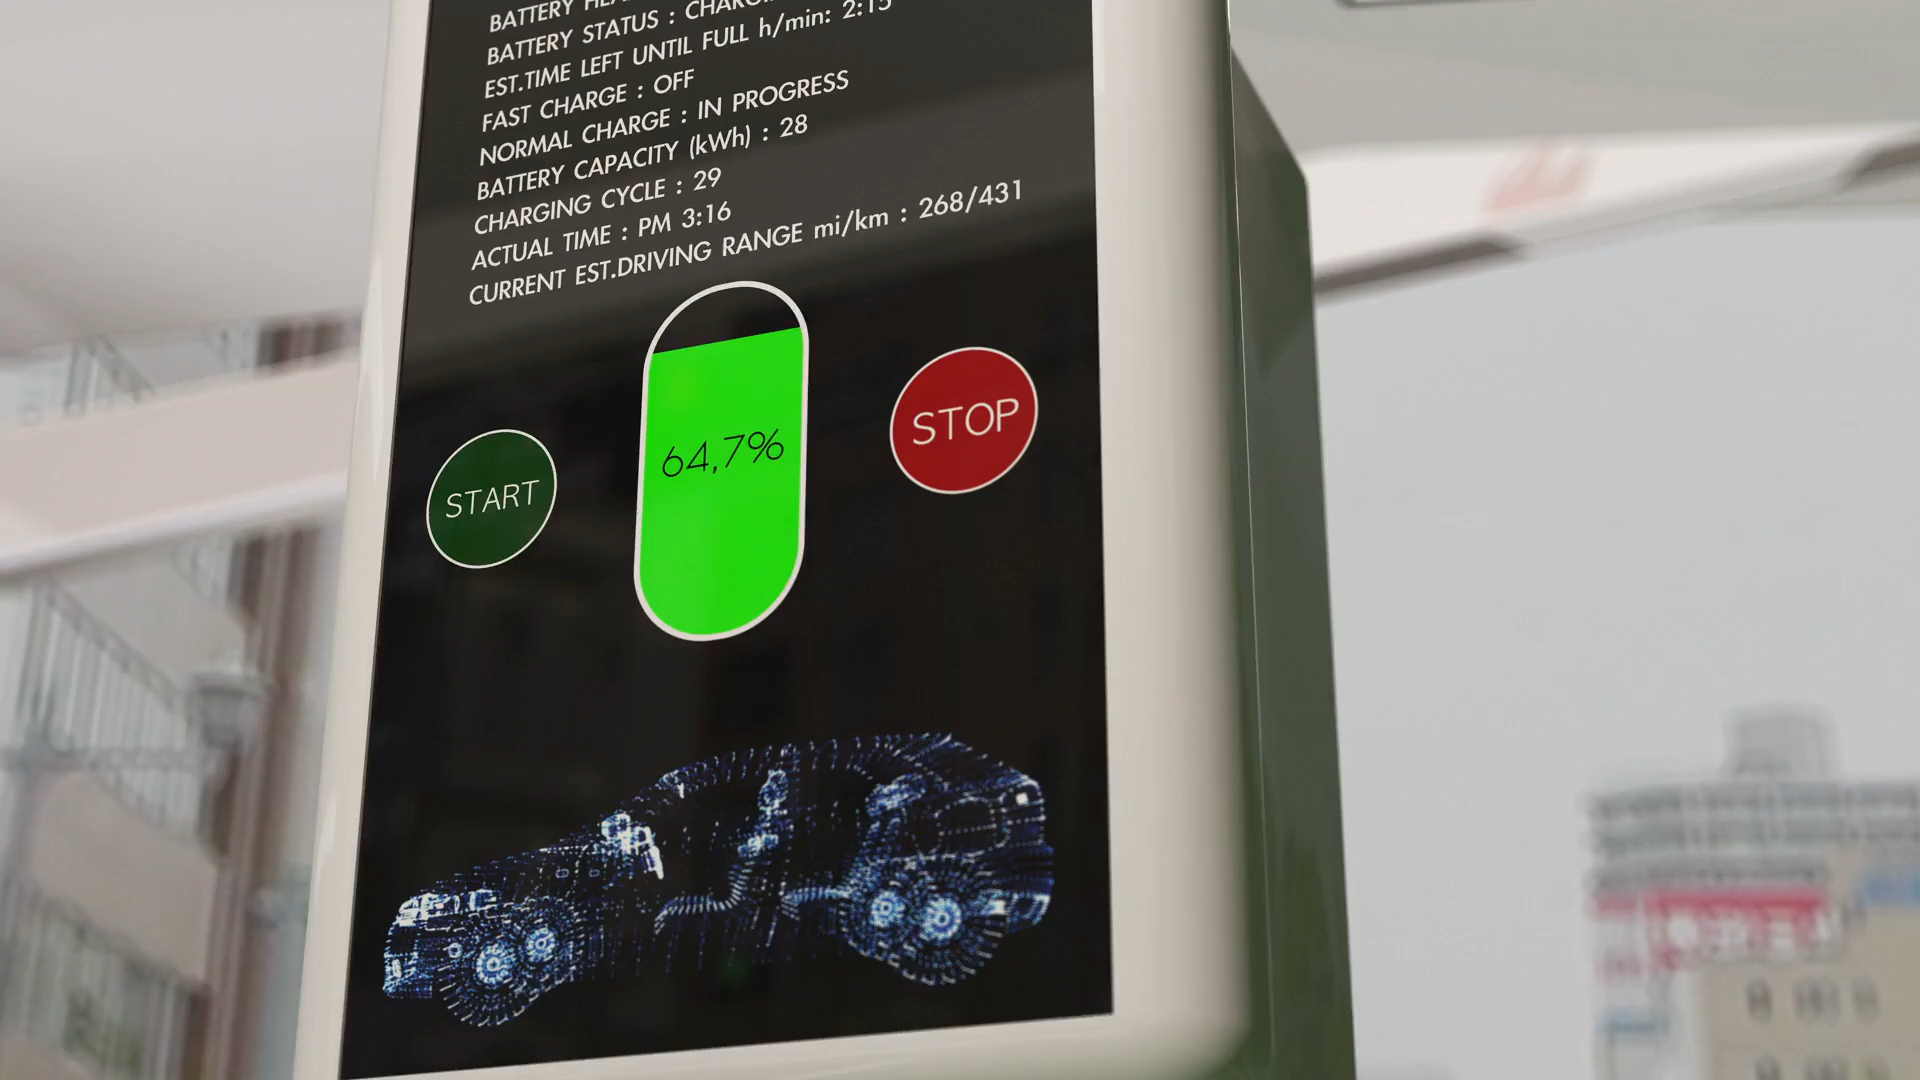 BATTERY
BATTERY STATUS :
EST.TIME LEFT UNTIL FULL h/min: 2:15
FAST CHARGE : OFF
NORMAL CHARGE : IN PROGRESS
BATTERY CAPACITY (kWh) : 28
CHARGING CYCLE : 29
ACTUAL TIME : PM 3:16
CURRENT EST.DRIVING RANGE mi/km : 268/431
START
64,7%
STOP